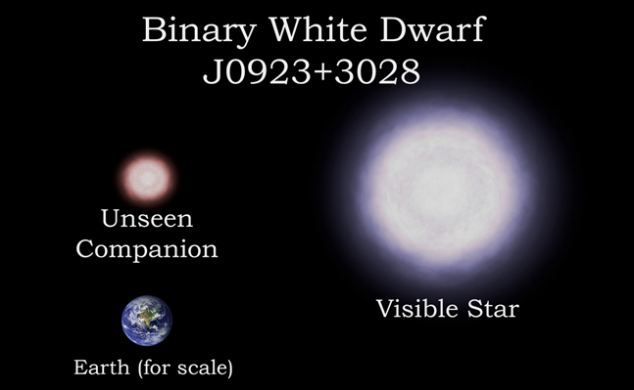 Binary White Dwarf
J0923+3028
Unseen
Companion
Visible Star
Earth (for scale)